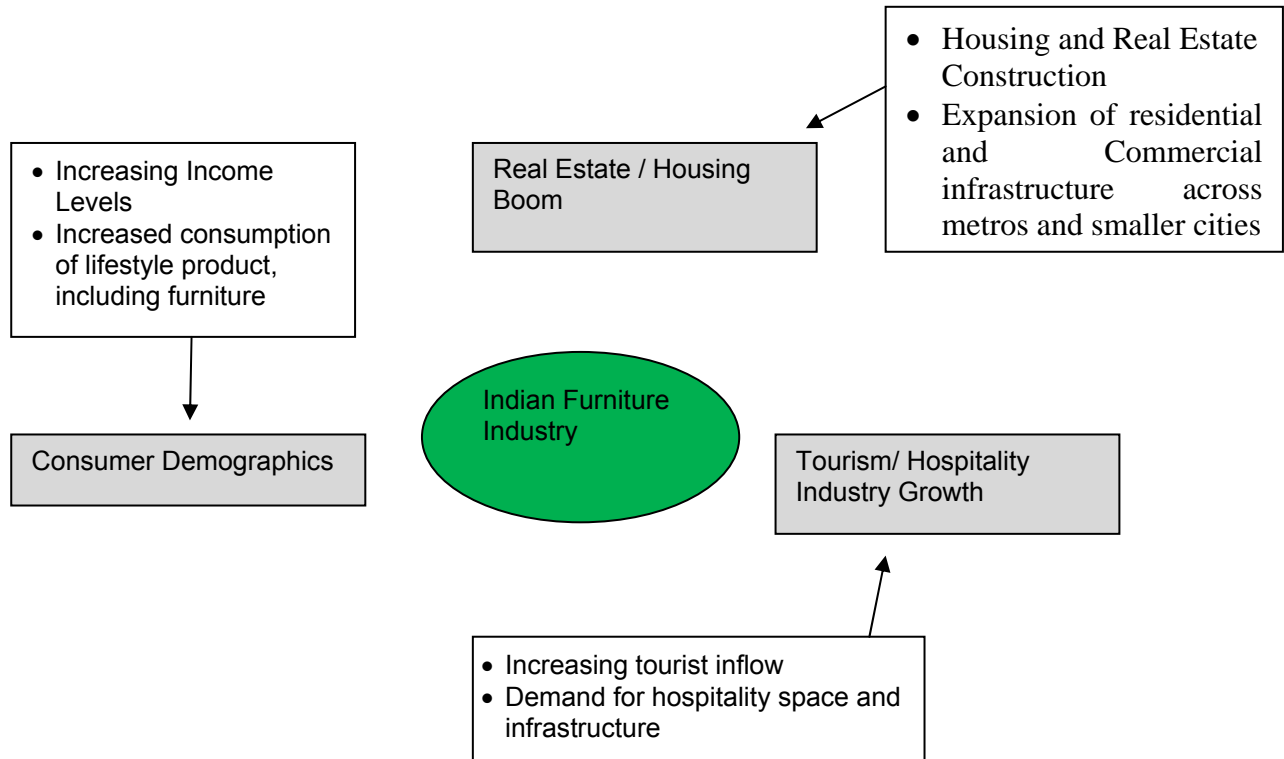 • Housing and Real Estate
Construction
• Expansion of residential
and Commercial
infrastructure across
metros and smaller cities
• Increasing Income
Levels
• Increased consumption
of lifestyle product,
including furniture
Real Estate / Housing
Boom
Indian Furniture
Industry
Consumer Demographics
Tourism/ Hospitality
Industry Growth
• Increasing tourist inflow
• Demand for hospitality space and
infrastructure